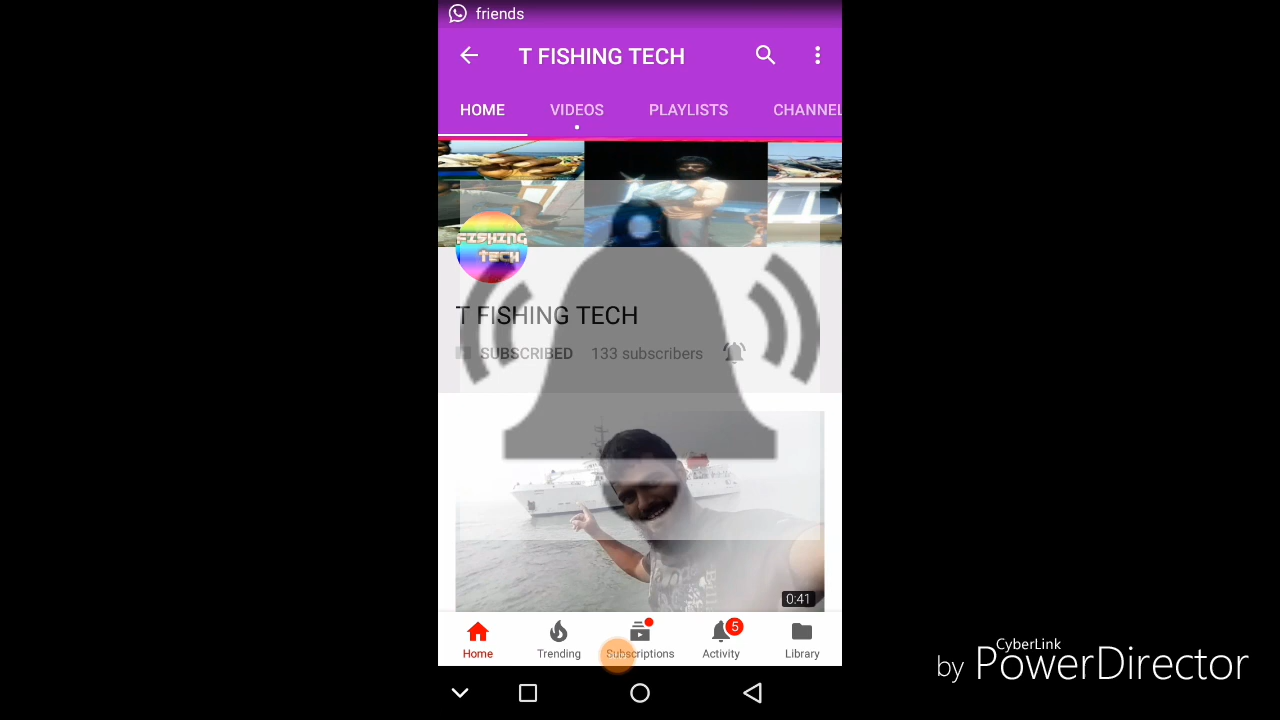 friends
T FISHING TECH
HOME VIDEOS PLAYLISTS CHANNEL
FISHING
TECH
T FISHING TECH
SUBSCRIBED 133 subscribers
0:41
5
Home Trending Subscriptions Activity Library
CyberLink
by PowerDirector